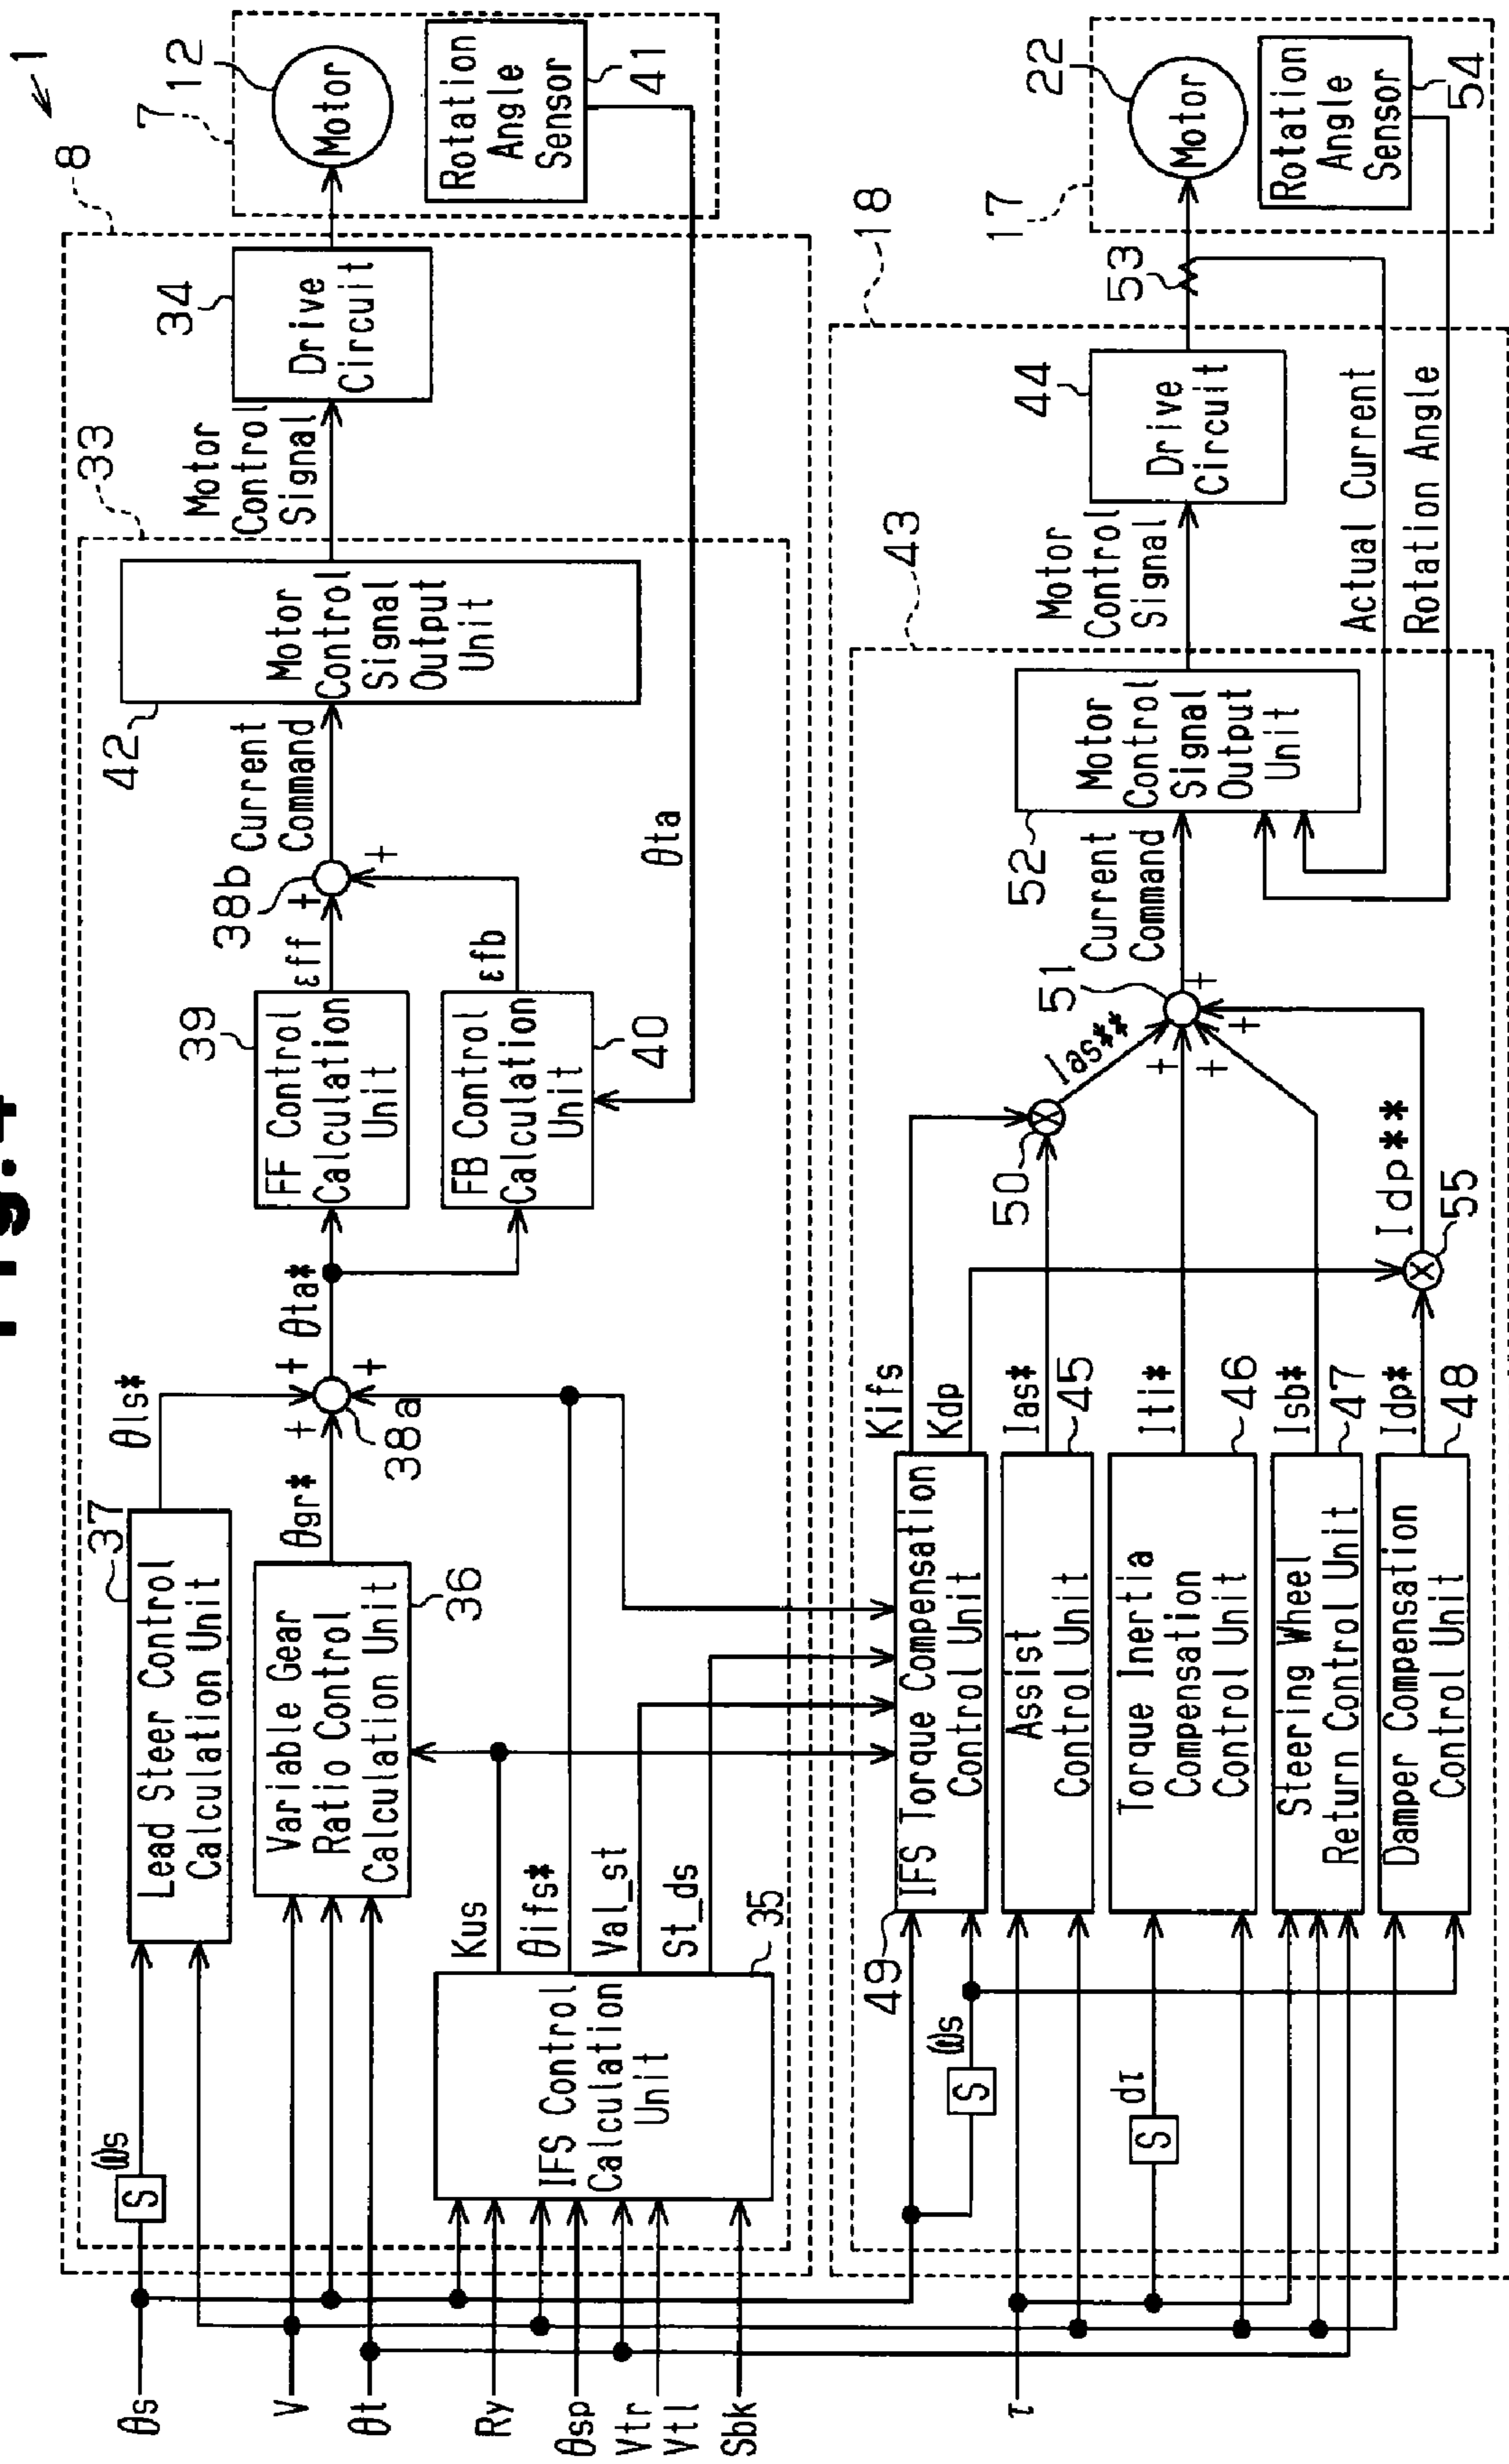 Fig.4
1
8
7
12
Motor
Rotation
Angle
Sensor
41
34
Drive
Circuit
33
Motor
Control
Signal
42
Motor
Control
Signal
Output
Unit
Current
Command
38b
+
+
θta
εff
εfb
39
FF Control
Calculation
Unit
FB Control
Calculation
Unit
40
θta*
θls*
+
+
+
38a
θgr*
37
Lead Steer Control
Calculation Unit
Variable Gear
Ratio Control
Calculation Unit
36
Kus
θifs*
Val_st
St_ds
IFS Control
Calculation
Unit
35
S
ωs
θs
V
θt
Ry
θsp
Vtr
Vtl
Sbk
τ
18
17
22
Motor
Rotation
Angle
Sensor
54
53
44
Drive
Circuit
Actual Current
Rotation Angle
43
Motor
Control
Signal
52
Motor
Control
Signal
Output
Unit
Current
Command
51
+
+
+
+
Ias**
50
Idp**
55
Kifs
Kdp
Ias*
45
Iti*
46
Isb*
47
Idp*
48
49
IFS Torque Compensation
Control Unit
Assist
Control Unit
Torque Inertia
Compensation
Control Unit
Steering Wheel
Return Control Unit
Damper Compensation
Control Unit
S
ωs
S
dτ